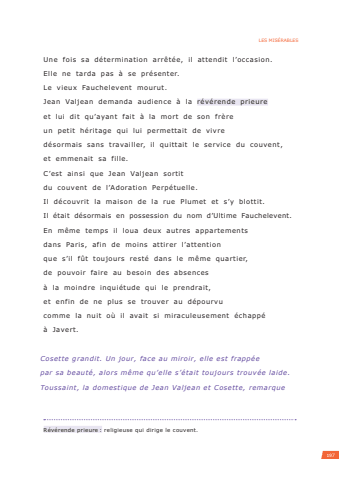 LES MISÉRABLES
Une fois sa détermination arrêtée, il attendit l'occasion.
Elle ne tarda pas à se présenter.
Le vieux Fauchelevent mourut.
Jean Valjean demanda audience à la révérende prieure
et lui dit qu'ayant fait à la mort de son frère
un petit héritage qui lui permettait de vivre
désormais sans travailler, il quittait le service du couvent,
et emmenait sa fille.
C'est ainsi que Jean Valjean sortit
du couvent de l'Adoration Perpétuelle.
Il découvrit la maison de la rue Plumet et s'y blottit.
Il était désormais en possession du nom d'Ultime Fauchelevent.
En même temps il loua deux autres appartements
dans Paris, afin de moins attirer l'attention
que s'il fût toujours resté dans le même quartier,
de pouvoir faire au besoin des absences
à la moindre inquiétude qui le prendrait,
et enfin de ne plus se trouver au dépourvu
comme la nuit où il avait si miraculeusement échappé
à Javert.
Cosette grandit. Un jour, face au miroir, elle est frappée
par sa beauté, alors même qu'elle s'était toujours trouvée laide.
Toussaint, la domestique de Jean Valjean et Cosette, remarque
Révérende prieure : religieuse qui dirige le couvent.
167